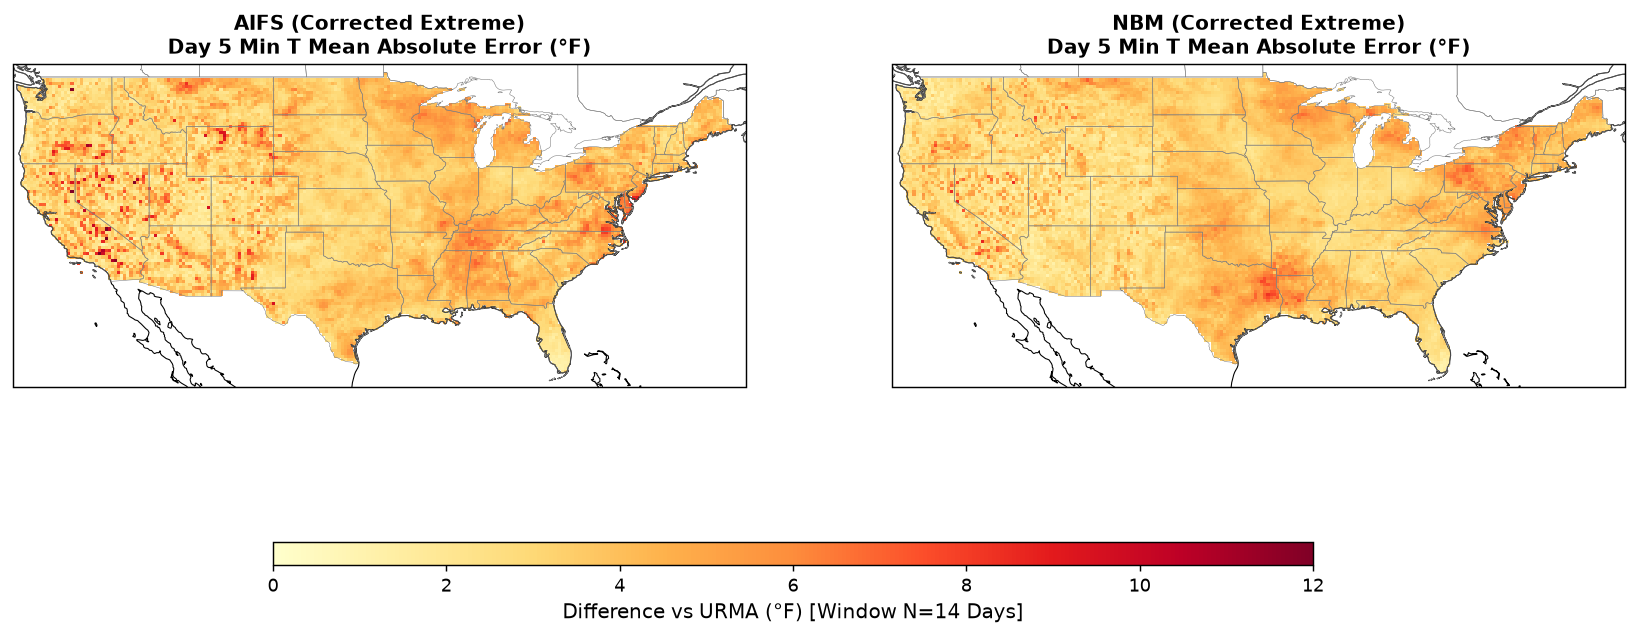 AIFS (Corrected Extreme)
Day 5 Min T Mean Absolute Error (°F)
NBM (Corrected Extreme)
Day 5 Min T Mean Absolute Error (°F)
0 2 4 6 8 10 12
Difference vs URMA (°F) [Window N=14 Days]